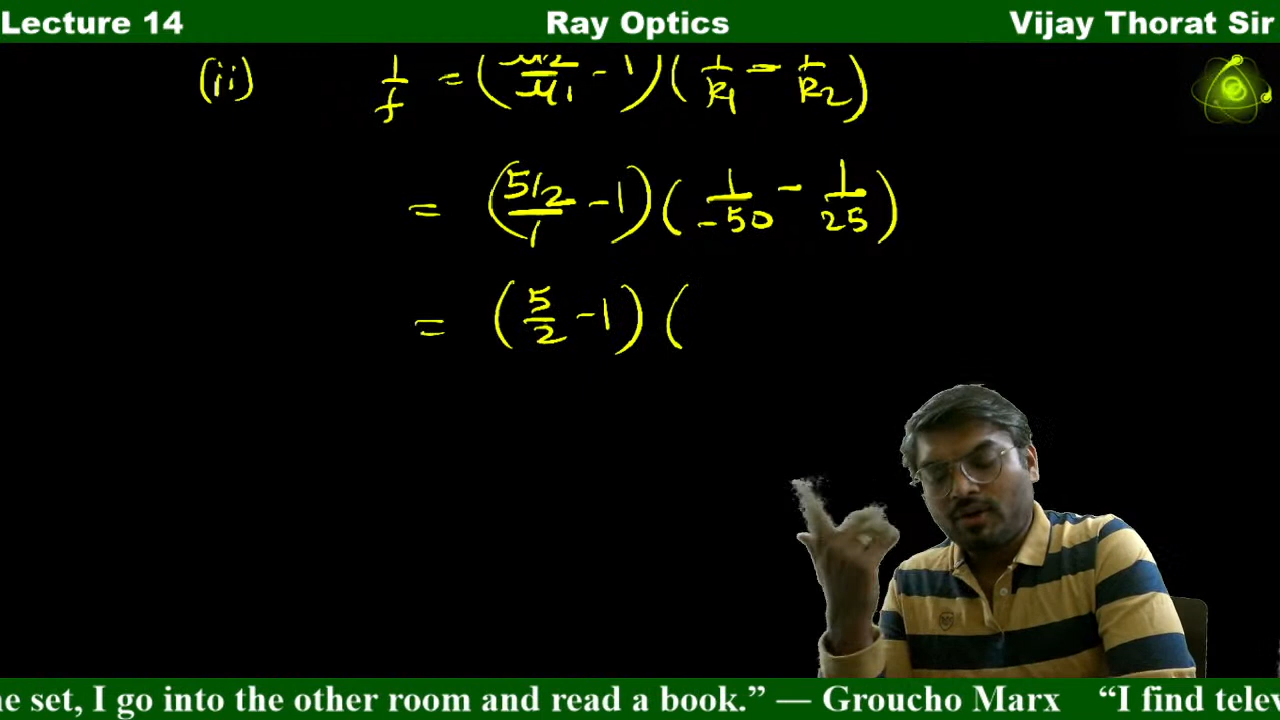 Lecture 14 Ray Optics Vijay Thorat Sir
(ii) 1/f = (μ2/μ1 - 1)(1/R1 - 1/R2)
= (5/2/1 - 1)(1/-50 - 1/25)
= (5/2 - 1)(
e set, I go into the other room and read a book.” — Groucho Marx “I find telev